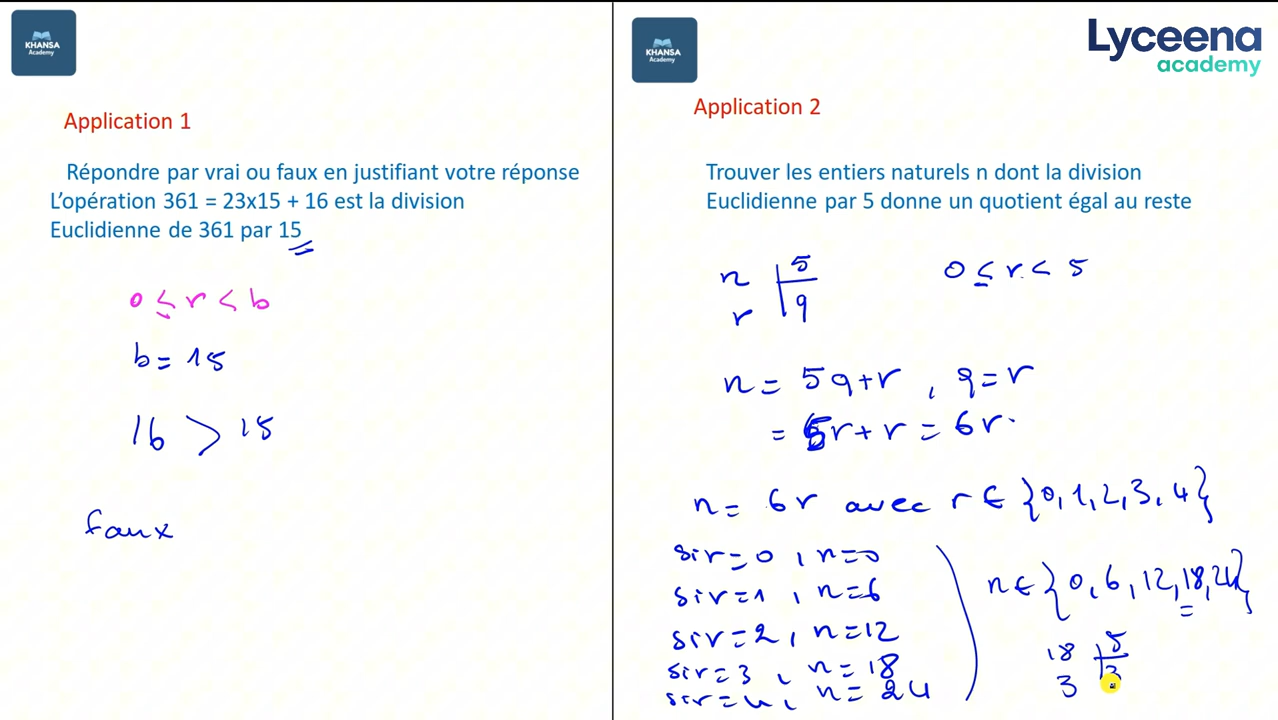 KHANSA
Academy
Application 1
Répondre par vrai ou faux en justifiant votre réponse
L'opération 361 = 23x15 + 16 est la division
Euclidienne de 361 par 15
0 ≤ r < b
b = 15
16 > 15
faux
KHANSA
Academy
Lyceena
academy
Application 2
Trouver les entiers naturels n dont la division
Euclidienne par 5 donne un quotient égal au reste
n | 5
r | q
0 ≤ r < 5
n = 5q+r , q=r
= 5r+r = 6r.
n = 6r avec r ∈ {0,1,2,3,4}
si r=0 , n=0
si r=1 , n=6
si r=2 , n=12
si r=3 , n=18
si r=4 , n=24
n ∈ {0,6,12,18,24}
18 | 5
3 | 3